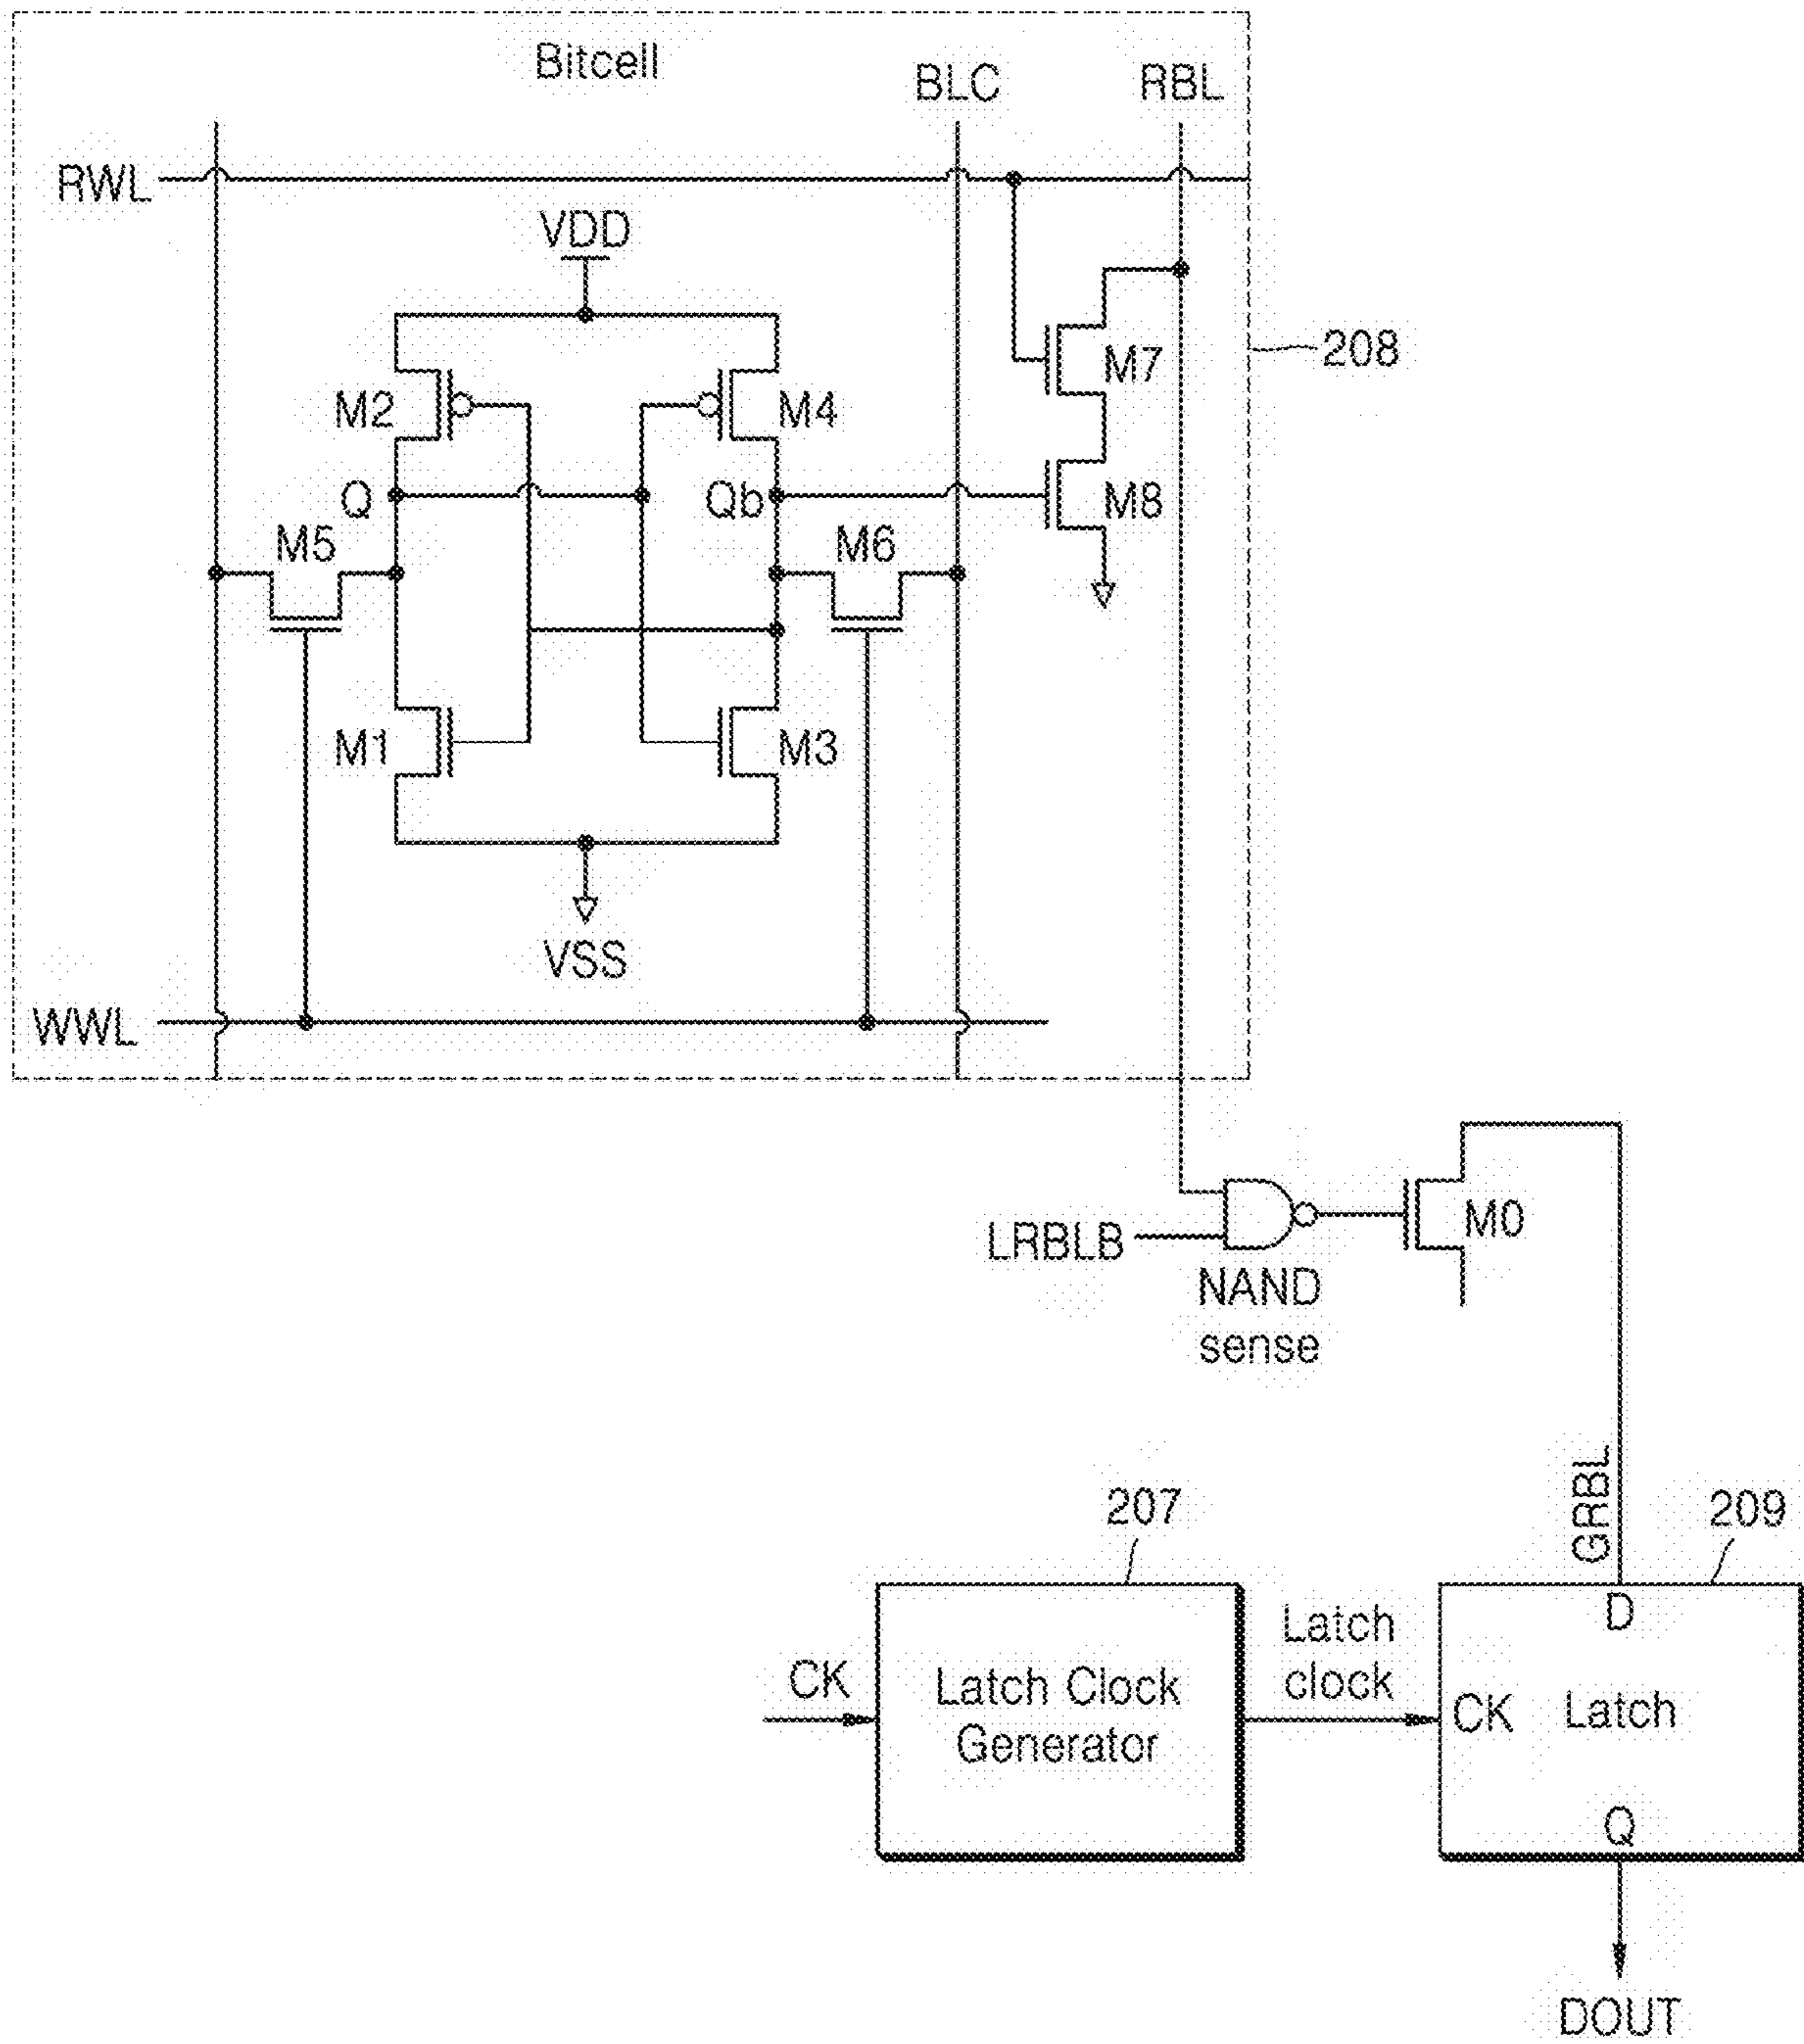 Bitcell
BLC
RBL
RWL
VDD
M7
208
M2
M4
Q
Qb
M8
M5
M6
M1
M3
VSS
WWL
M0
LRBLB
NAND
sense
GRBL
207
209
D
Latch
clock
CK
Latch Clock
Generator
CK
Latch
Q
DOUT